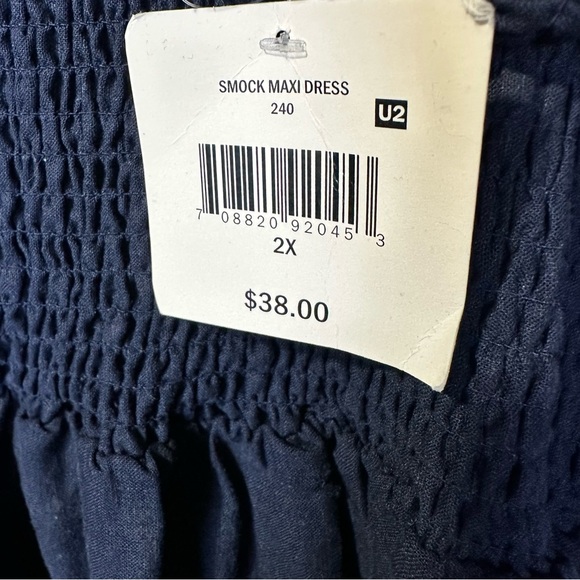 SMOCK MAXI DRESS
240
U2
7 08820 92045 3
2X
$38.00